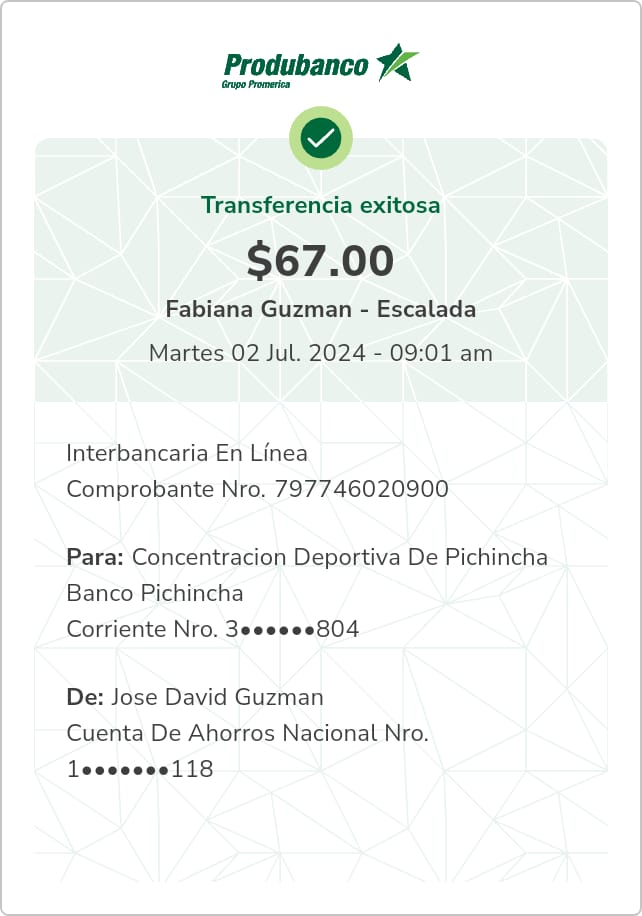 Produbanco
Grupo Promerica
Transferencia exitosa
$67.00
Fabiana Guzman - Escalada
Martes 02 Jul. 2024 - 09:01 am
Interbancaria En Línea
Comprobante Nro. 797746020900
Para: Concentracion Deportiva De Pichincha
Banco Pichincha
Corriente Nro. 3●●●●●●804
De: Jose David Guzman
Cuenta De Ahorros Nacional Nro.
1●●●●●●●118